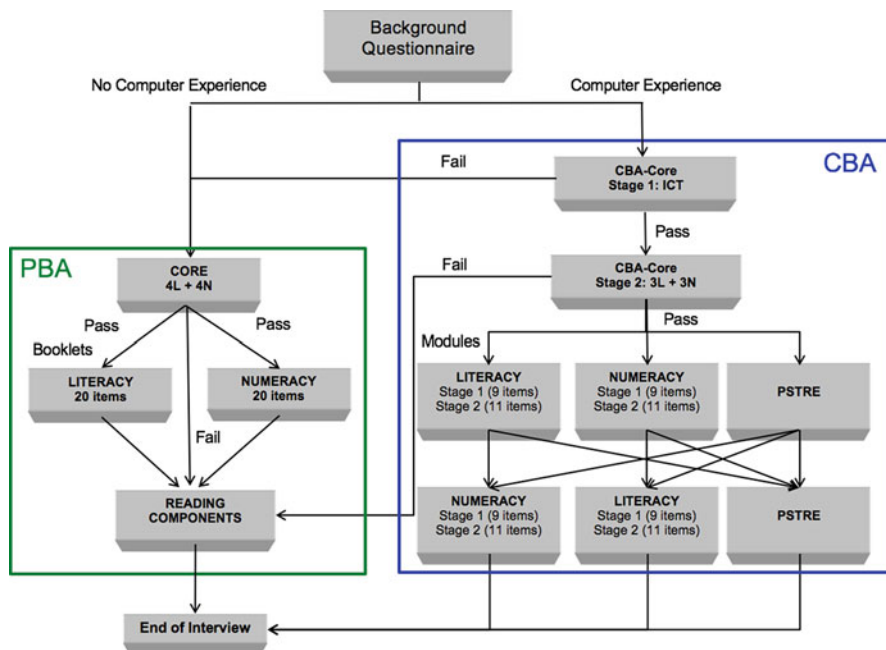 Background
Questionnaire
No Computer Experience
Computer Experience
CBA
Fail
CBA-Core
Stage 1: ICT
Pass
PBA
CORE
4L + 4N
Fail
CBA-Core
Stage 2: 3L + 3N
Pass
Pass
Pass
Booklets
Modules
LITERACY
20 items
NUMERACY
20 items
LITERACY
Stage 1 (9 items)
Stage 2 (11 items)
NUMERACY
Stage 1 (9 items)
Stage 2 (11 items)
PSTRE
Fail
READING
COMPONENTS
NUMERACY
Stage 1 (9 items)
Stage 2 (11 items)
LITERACY
Stage 1 (9 items)
Stage 2 (11 items)
PSTRE
End of Interview